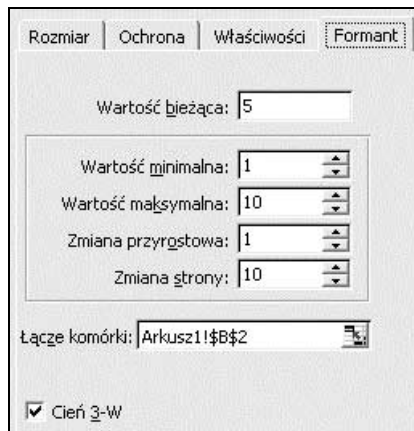 Rozmiar Ochrona Właściwości Formant
Wartość bieżąca: 5
Wartość minimalna: 1
Wartość maksymalna: 10
Zmiana przyrostowa: 1
Zmiana strony: 10
Łącze komórki: Arkusz1!$B$2
Cień 3-W